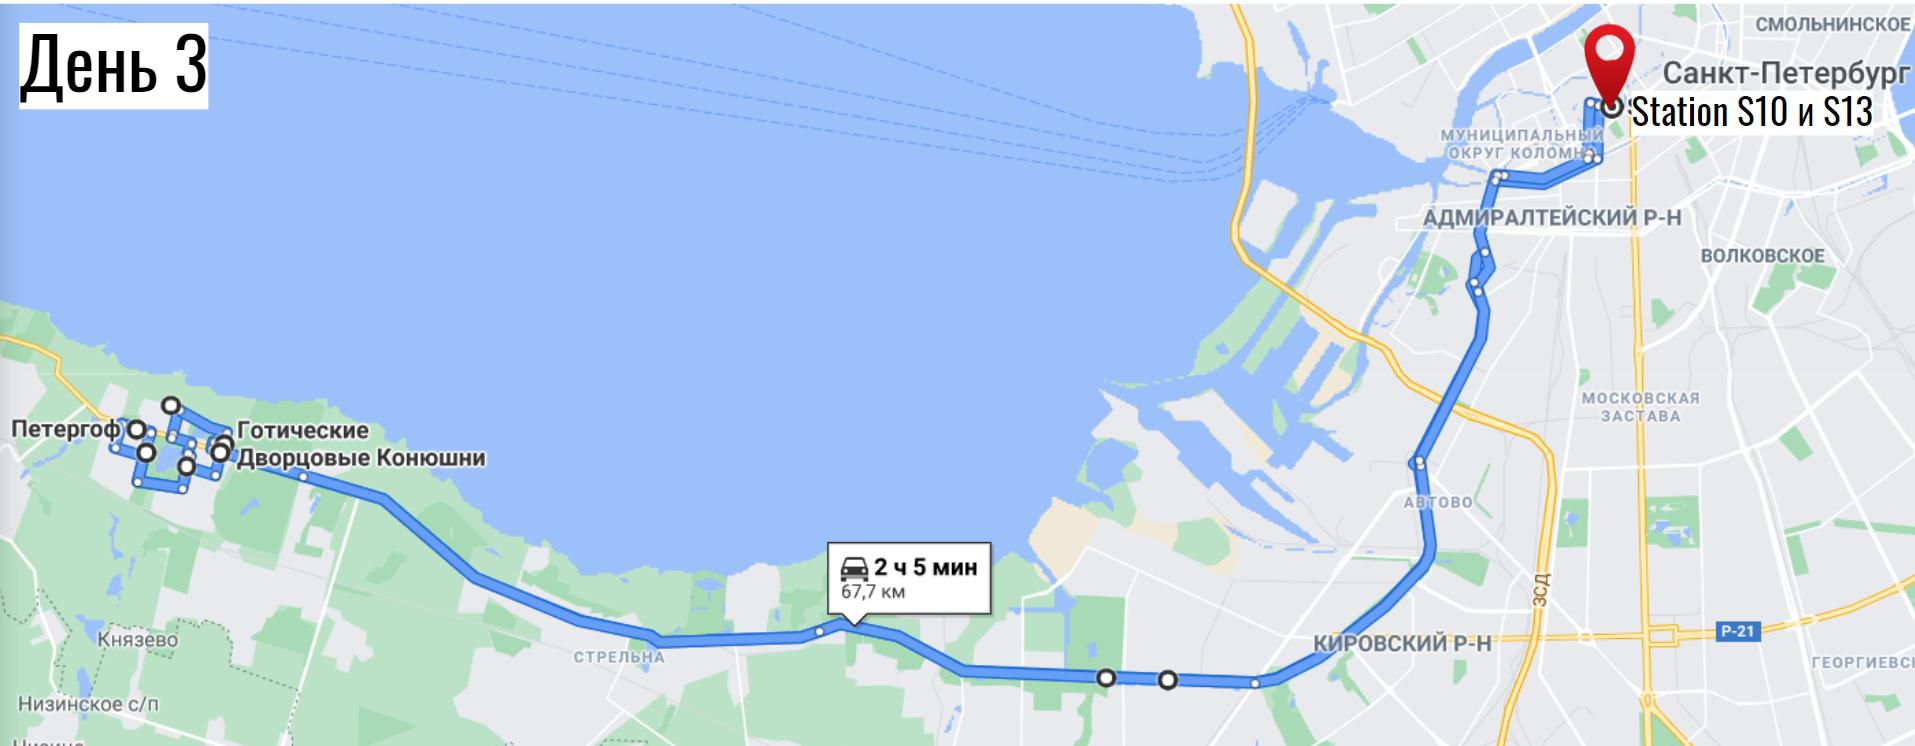 День 3
СМОЛЬНИНСКОЕ
Санкт-Петербург
Station S10 и S13
МУНИЦИПАЛЬНЫЙ
ОКРУГ КОЛОМНА
АДМИРАЛТЕЙСКИЙ Р-Н
ВОЛКОВСКОЕ
МОСКОВСКАЯ
ЗАСТАВА
Петергоф
Готические
Дворцовые Конюшни
АВТОВО
2 ч 5 мин
67,7 км
ЗСД
Р-21
Князево
СТРЕЛЬНА
КИРОВСКИЙ Р-Н
ГЕОРГИЕВСК
Низинское с/п